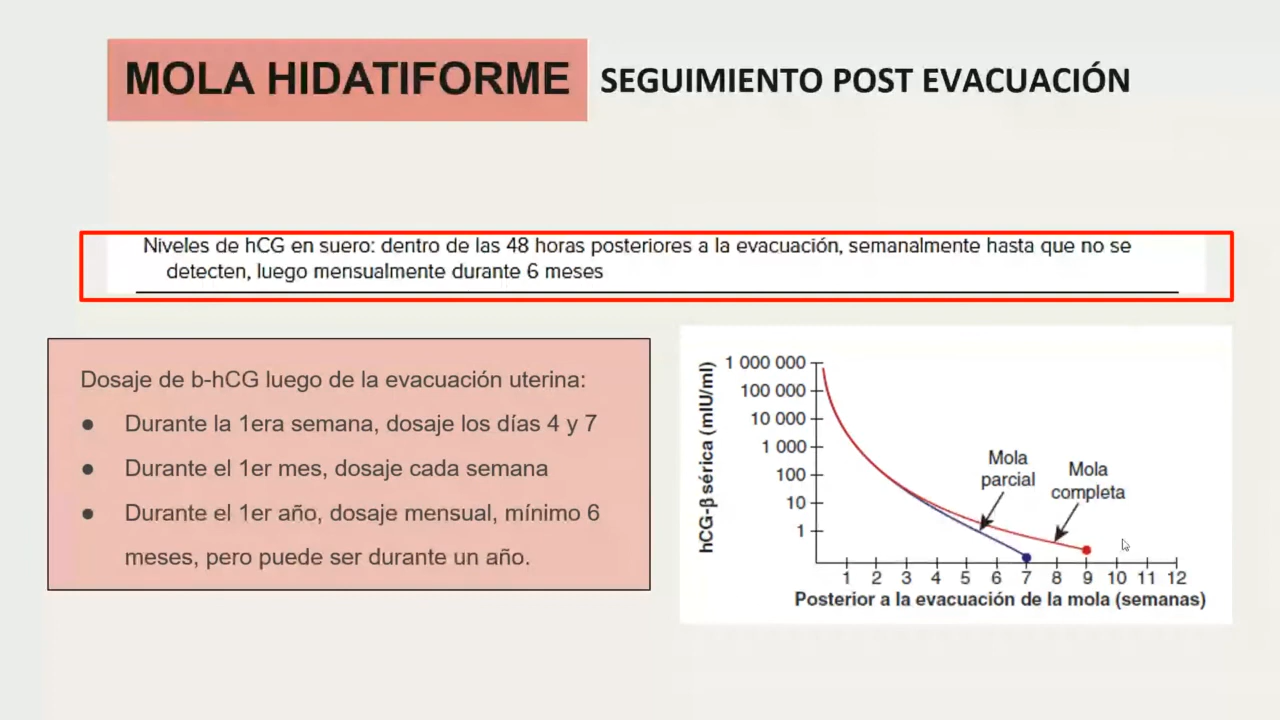 MOLA HIDATIFORME SEGUIMIENTO POST EVACUACIÓN
Niveles de hCG en suero: dentro de las 48 horas posteriores a la evacuación, semanalmente hasta que no se
detecten, luego mensualmente durante 6 meses
Dosaje de b-hCG luego de la evacuación uterina:
● Durante la 1era semana, dosaje los días 4 y 7
● Durante el 1er mes, dosaje cada semana
● Durante el 1er año, dosaje mensual, mínimo 6
meses, pero puede ser durante un año.
hCG-β sérica (mIU/ml)
1 000 000
100 000
10 000
1 000
100
10
1
Mola
parcial
Mola
completa
1 2 3 4 5 6 7 8 9 10 11 12
Posterior a la evacuación de la mola (semanas)